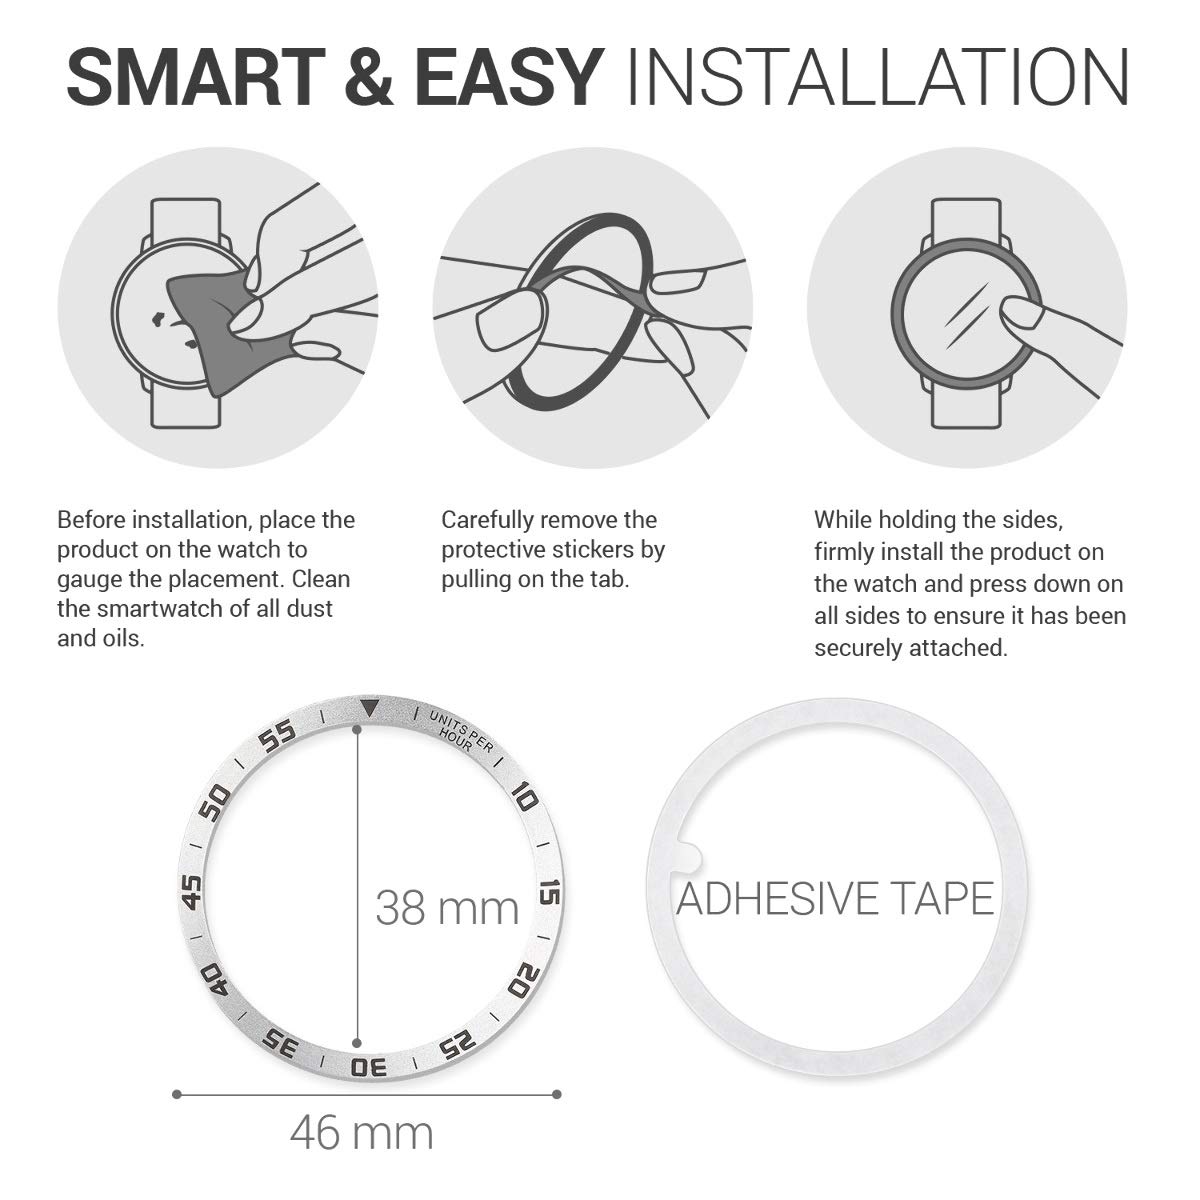 SMART & EASY INSTALLATION
Before installation, place the
product on the watch to
gauge the placement. Clean
the smartwatch of all dust
and oils.
Carefully remove the
protective stickers by
pulling on the tab.
While holding the sides,
firmly install the product on
the watch and press down on
all sides to ensure it has been
securely attached.
UNITS PER
HOUR
10
15
20
25
30
35
40
45
50
55
38 mm
46 mm
ADHESIVE TAPE